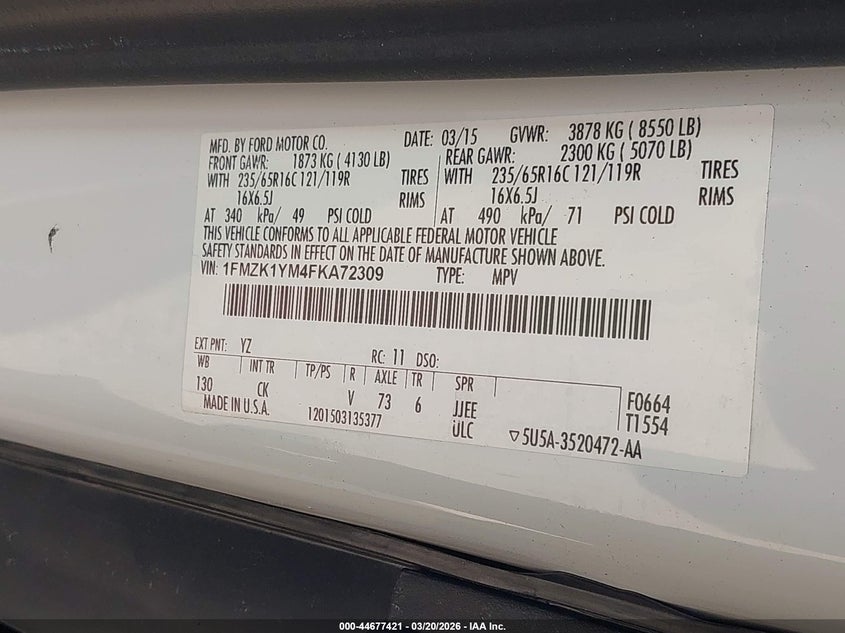 MFD. BY FORD MOTOR CO. DATE: 03/15 GVWR: 3878 KG ( 8550 LB)
FRONT GAWR: 1873 KG ( 4130 LB) REAR GAWR: 2300 KG ( 5070 LB)
WITH 235/65R16C 121/119R TIRES WITH 235/65R16C 121/119R TIRES
16X6.5J RIMS 16X6.5J RIMS
AT 340 kPa/ 49 PSI COLD AT 490 kPa/ 71 PSI COLD
THIS VEHICLE CONFORMS TO ALL APPLICABLE FEDERAL MOTOR VEHICLE
SAFETY STANDARDS IN EFFECT ON THE DATE OF MANUFACTURE SHOWN ABOVE.
VIN: 1FMZK1YM4FKA72309 TYPE: MPV
EXT PNT: YZ RC: 11 DSO:
WB INT TR TP/PS R AXLE TR SPR
130 CK V 73 6 JJEE F0664
MADE IN U.S.A. 1201503135377 ULC T1554
▽5U5A-3520472-AA
000-44677421 - 03/20/2026 - IAA Inc.